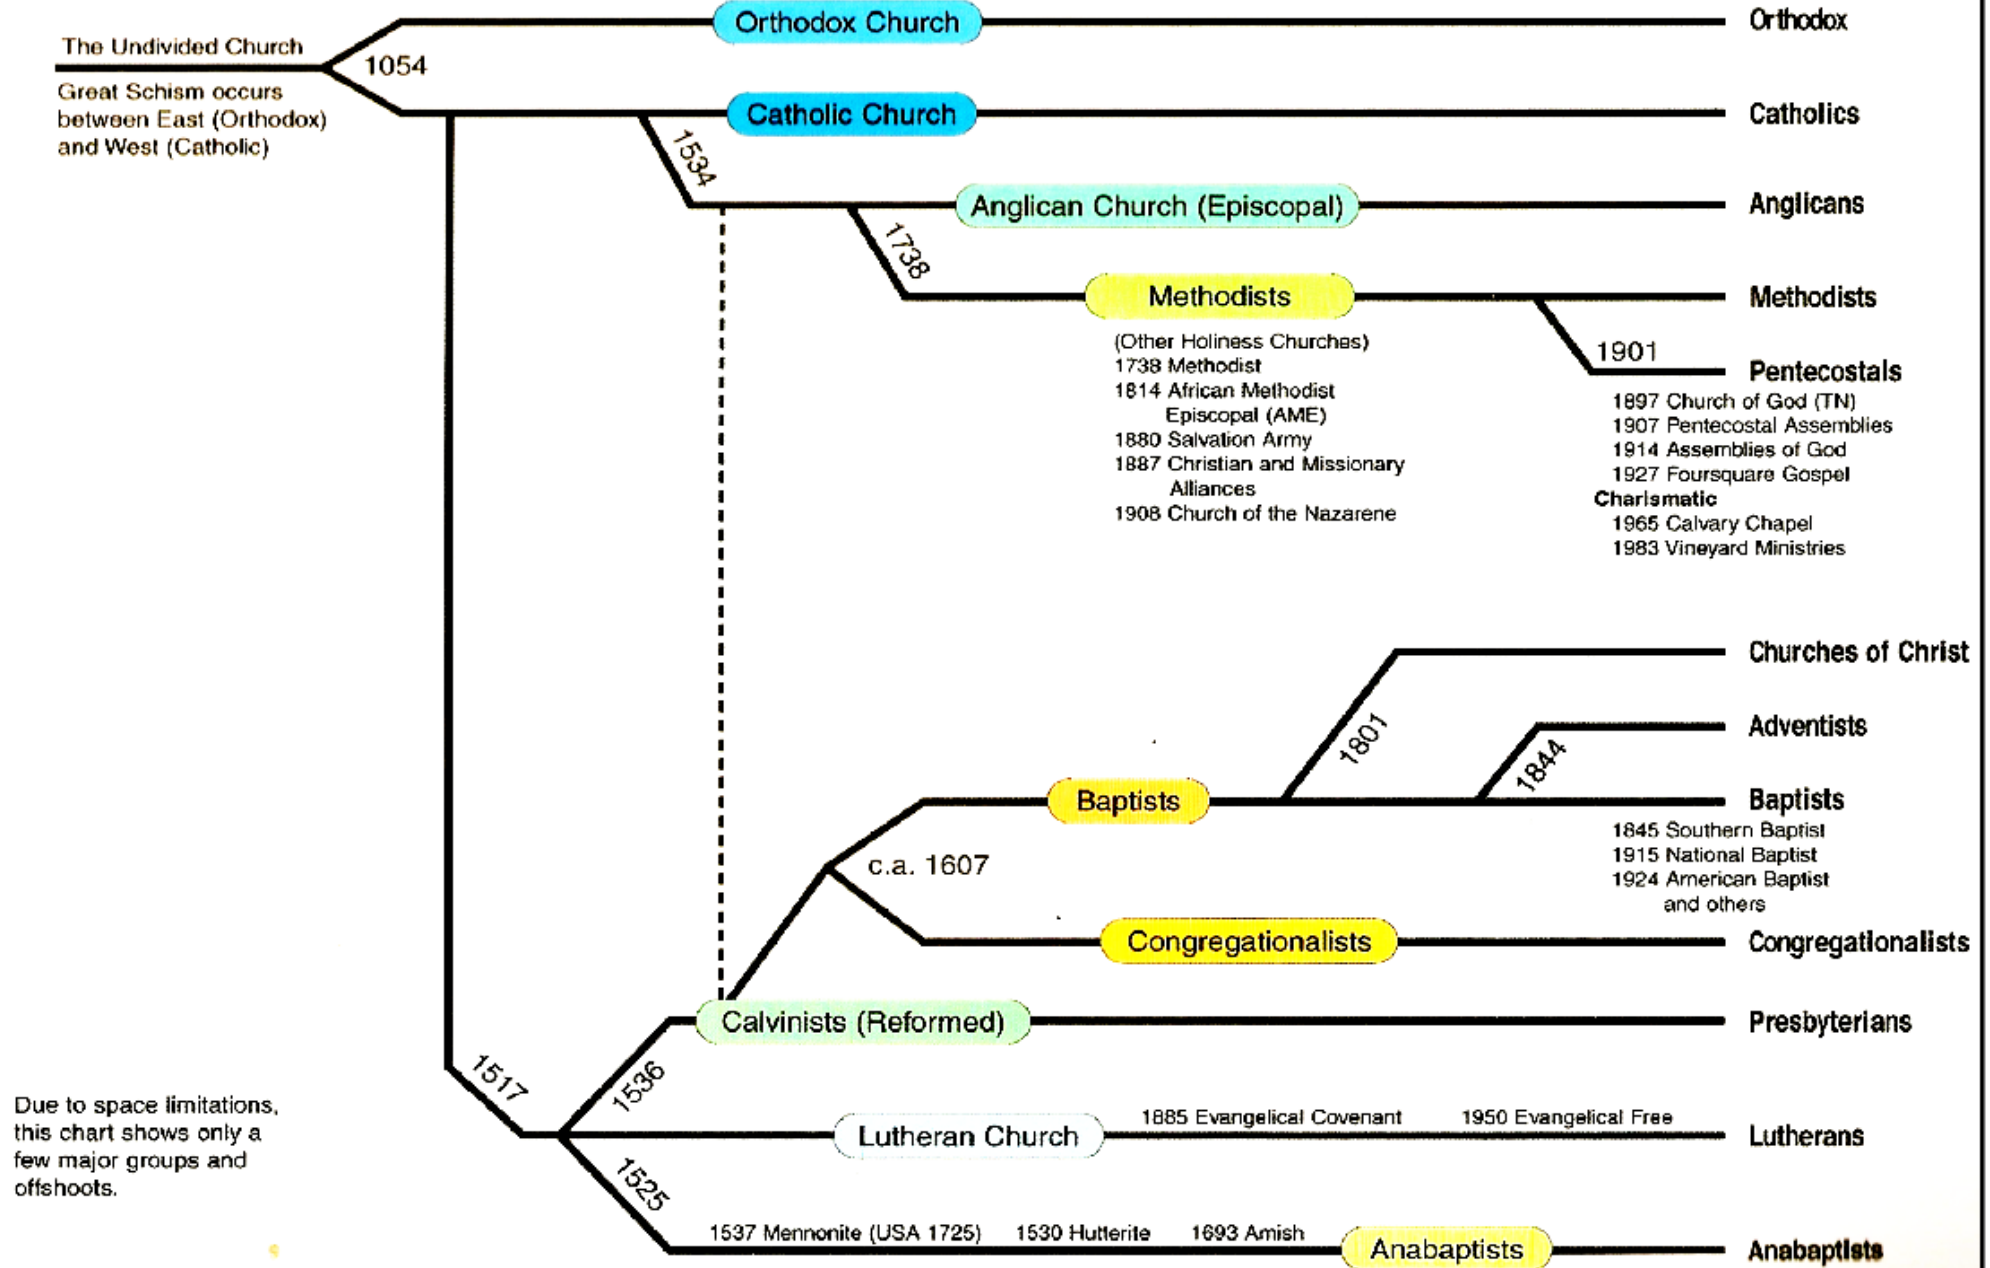 Orthodox Church
Orthodox
The Undivided Church
1054
Great Schism occurs
between East (Orthodox)
and West (Catholic)
Catholic Church
Catholics
1534
Anglican Church (Episcopal)
Anglicans
1738
Methodists
Methodists
(Other Holiness Churches)
1738 Methodist
1814 African Methodist
Episcopal (AME)
1880 Salvation Army
1887 Christian and Missionary
Alliances
1908 Church of the Nazarene
1901
Pentecostals
1897 Church of God (TN)
1907 Pentecostal Assemblies
1914 Assemblies of God
1927 Foursquare Gospel
Charismatic
1965 Calvary Chapel
1983 Vineyard Ministries
Churches of Christ
1801
Adventists
1844
Baptists
Baptists
1845 Southern Baptist
1915 National Baptist
1924 American Baptist
and others
c.a. 1607
Congregationalists
Congregationalists
Calvinists (Reformed)
Presbyterians
1517
1536
Due to space limitations,
this chart shows only a
few major groups and
offshoots.
Lutheran Church
1885 Evangelical Covenant
1950 Evangelical Free
Lutherans
1525
1537 Mennonite (USA 1725)
1530 Hutterite
1693 Amish
Anabaptists
Anabaptists